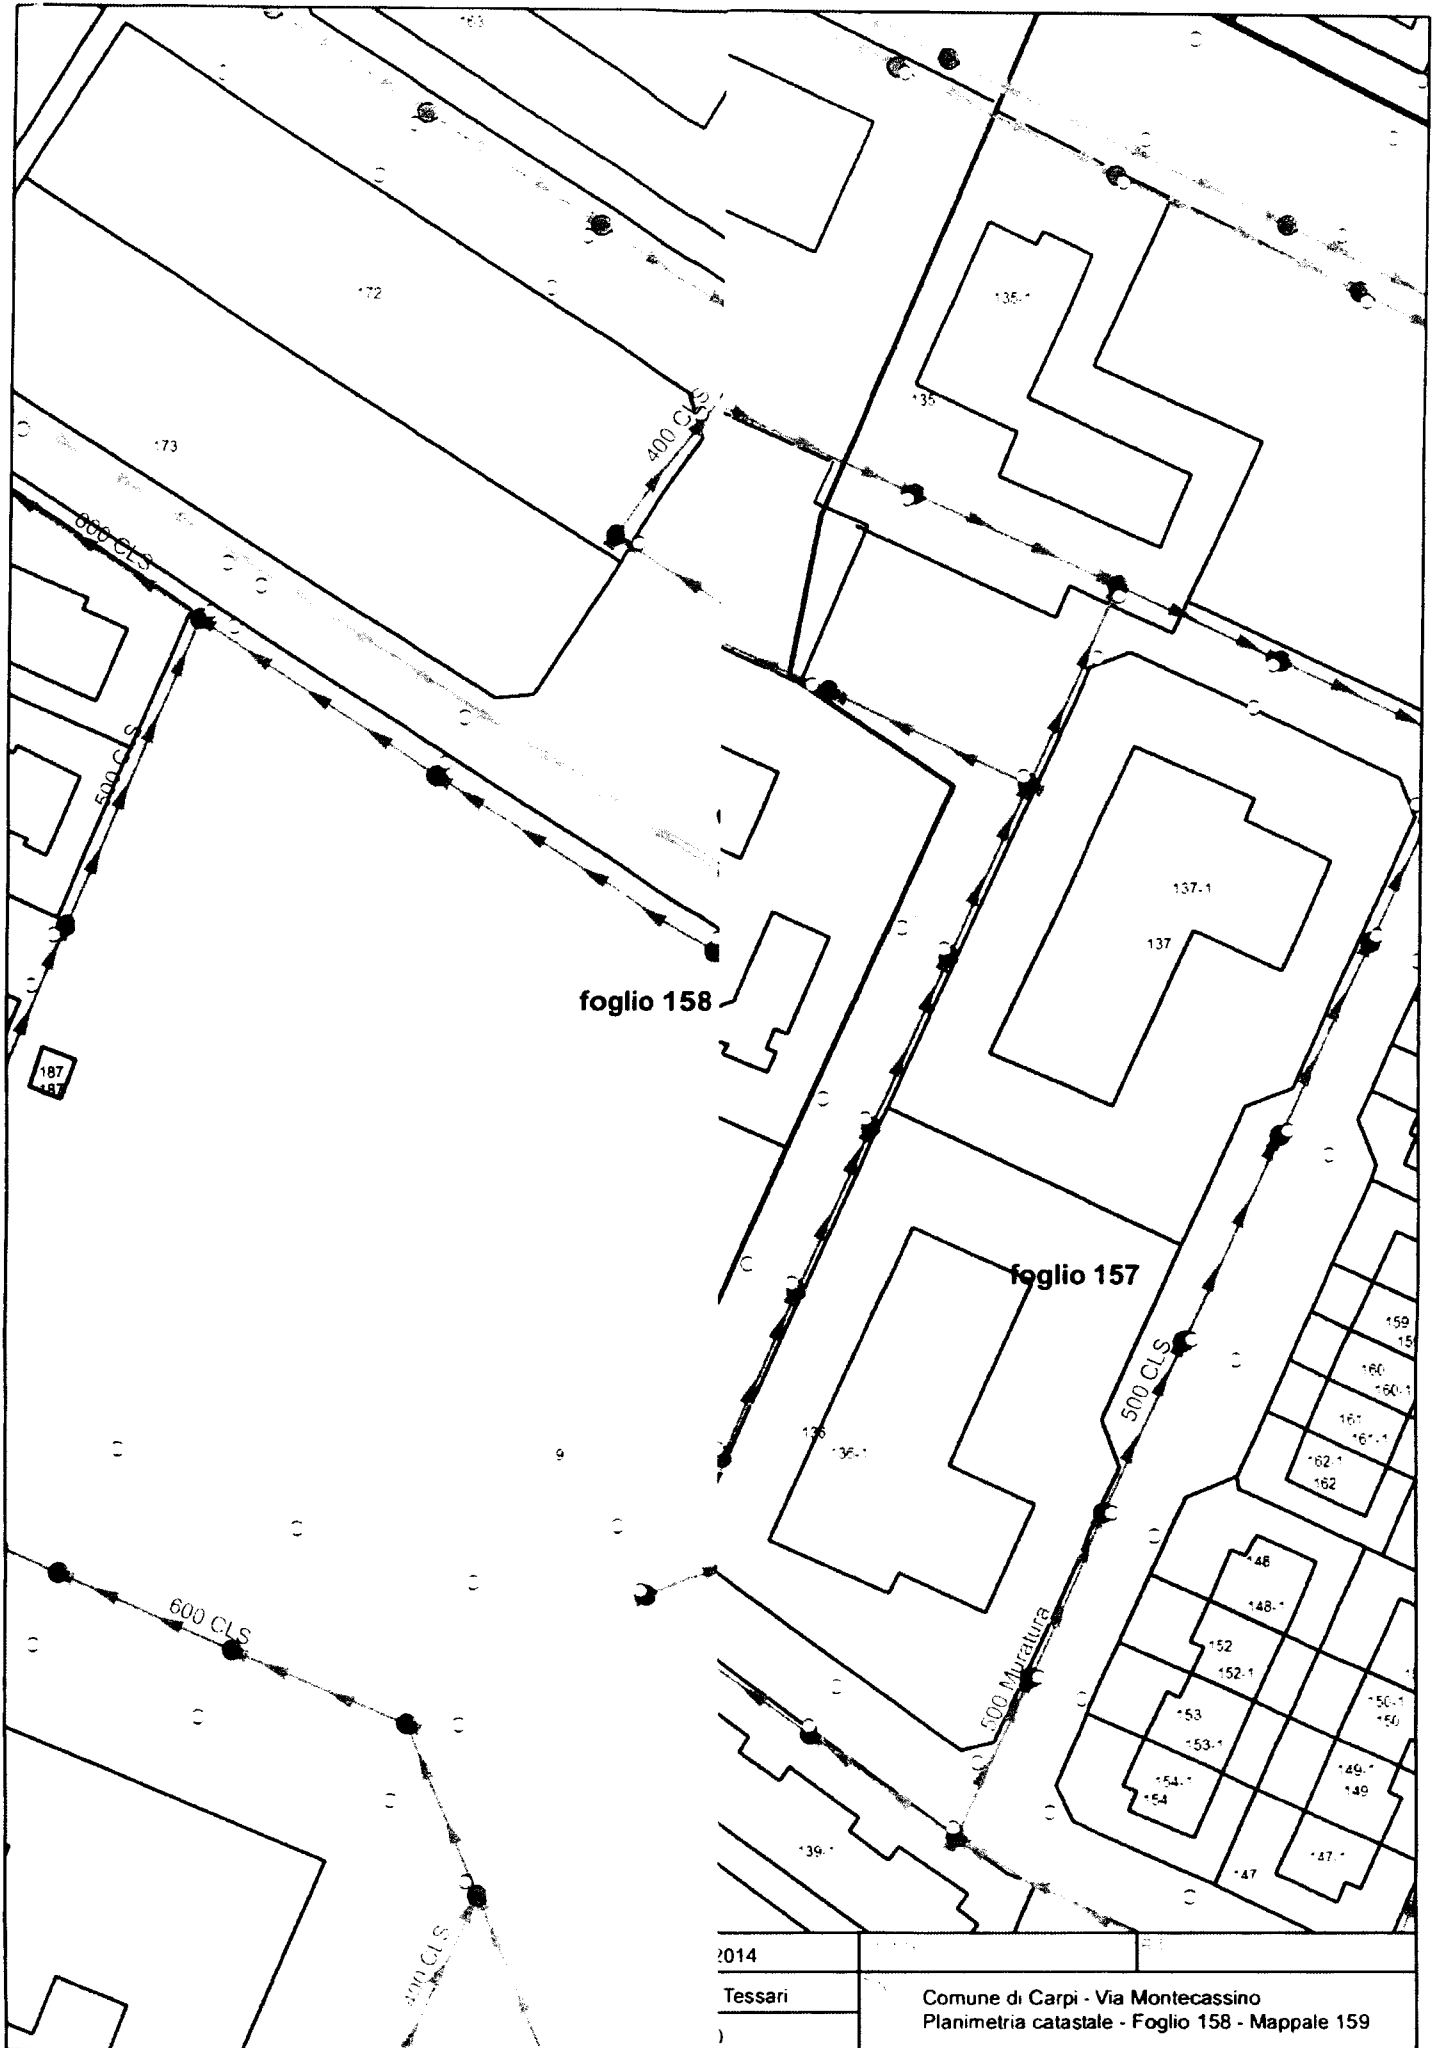 163
172
135-1
135
400 CLS
173
600 CLS
500 CLS
137-1
137
foglio 158
187
187
foglio 157
159
160
160-1
161
161-1
162-1
162
500 CLS
136
136-1
9
148
148-1
600 CLS
152
152-1
500 Muratura
150-1
150
153
153-1
149-1
149
154-1
154
139-1
147-1
147
400 CLS
2014
Tessari
Comune di Carpi - Via Montecassino
Planimetria catastale - Foglio 158 - Mappale 159